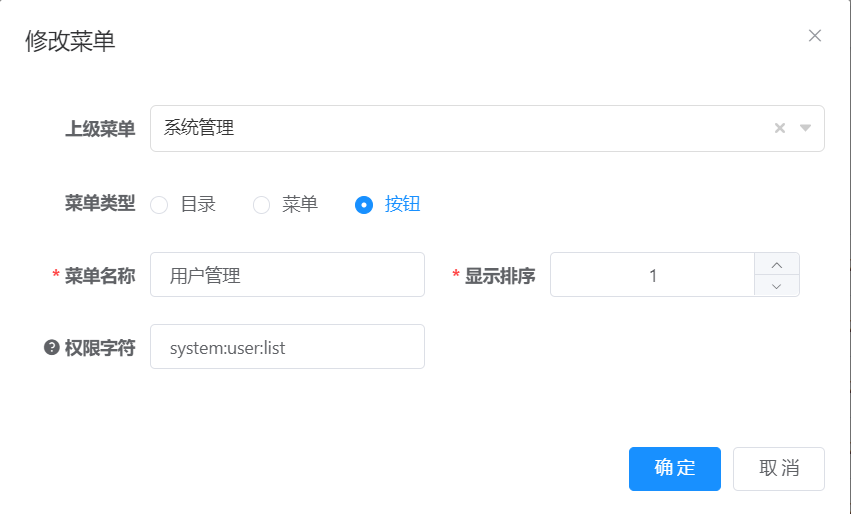 修改菜单
上级菜单 系统管理
菜单类型 目录 菜单 按钮
* 菜单名称 用户管理 * 显示排序 1
权限字符 system:user:list
确定 取消